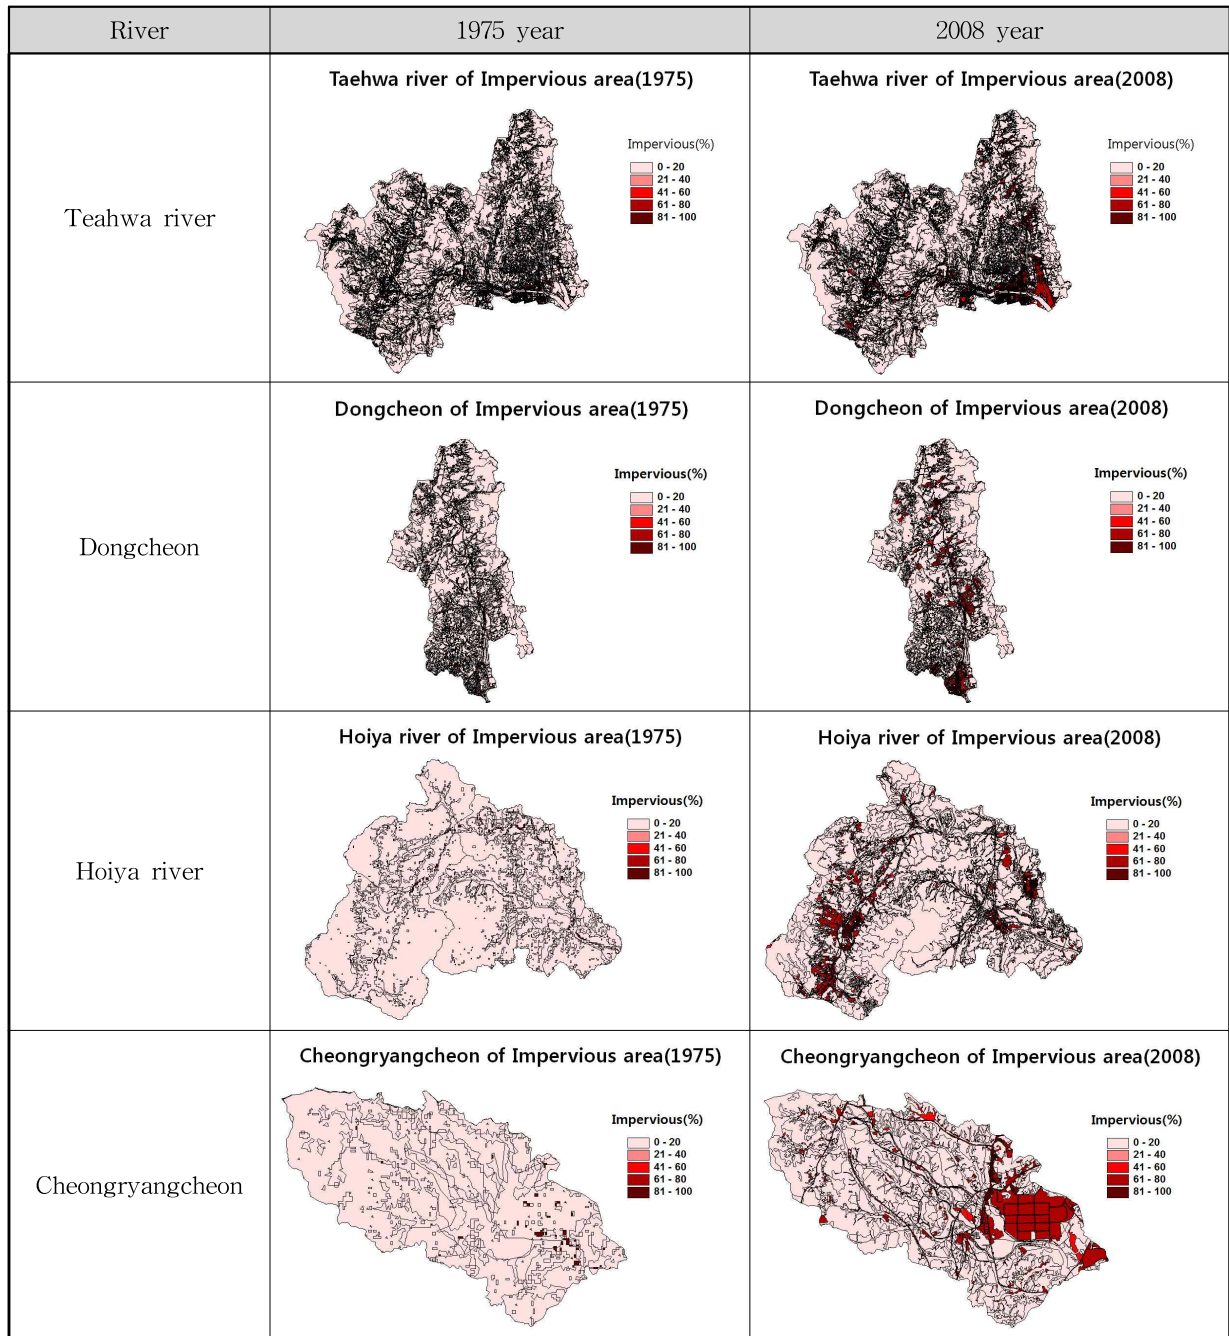 River
1975 year
2008 year
Teahwa river
Taehwa river of Impervious area(1975)
Impervious(%)
0 - 20
21 - 40
41 - 60
61 - 80
81 - 100
Taehwa river of Impervious area(2008)
Impervious(%)
0 - 20
21 - 40
41 - 60
61 - 80
81 - 100
Dongcheon
Dongcheon of Impervious area(1975)
Impervious(%)
0 - 20
21 - 40
41 - 60
61 - 80
81 - 100
Dongcheon of Impervious area(2008)
Impervious(%)
0 - 20
21 - 40
41 - 60
61 - 80
81 - 100
Hoiya river
Hoiya river of Impervious area(1975)
Impervious(%)
0 - 20
21 - 40
41 - 60
61 - 80
81 - 100
Hoiya river of Impervious area(2008)
Impervious(%)
0 - 20
21 - 40
41 - 60
61 - 80
81 - 100
Cheongryangcheon
Cheongryangcheon of Impervious area(1975)
Impervious(%)
0 - 20
21 - 40
41 - 60
61 - 80
81 - 100
Cheongryangcheon of Impervious area(2008)
Impervious(%)
0 - 20
21 - 40
41 - 60
61 - 80
81 - 100